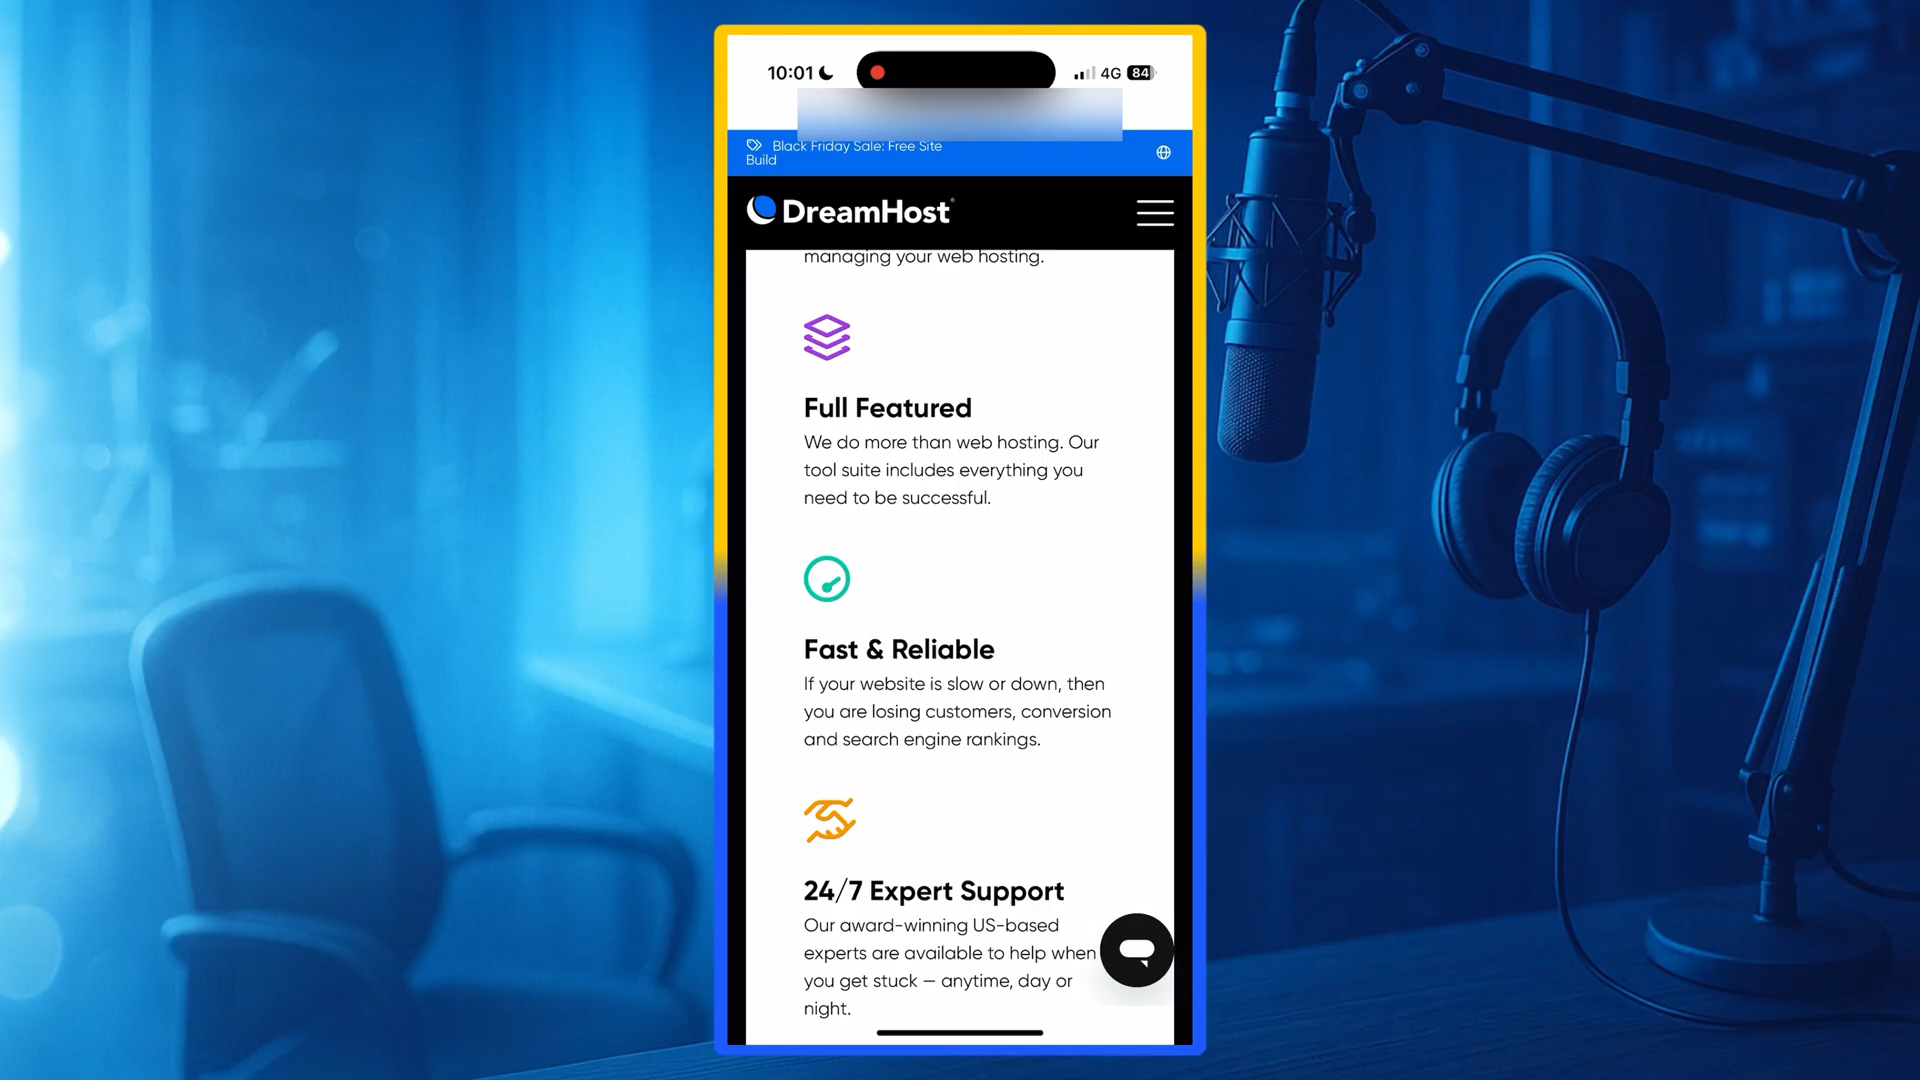 10:01
4G 84
Black Friday Sale: Free Site
Build
DreamHost
managing your web hosting.
Full Featured
We do more than web hosting. Our
tool suite includes everything you
need to be successful.
Fast & Reliable
If your website is slow or down, then
you are losing customers, conversion
and search engine rankings.
24/7 Expert Support
Our award-winning US-based
experts are available to help when
you get stuck — anytime, day or
night.